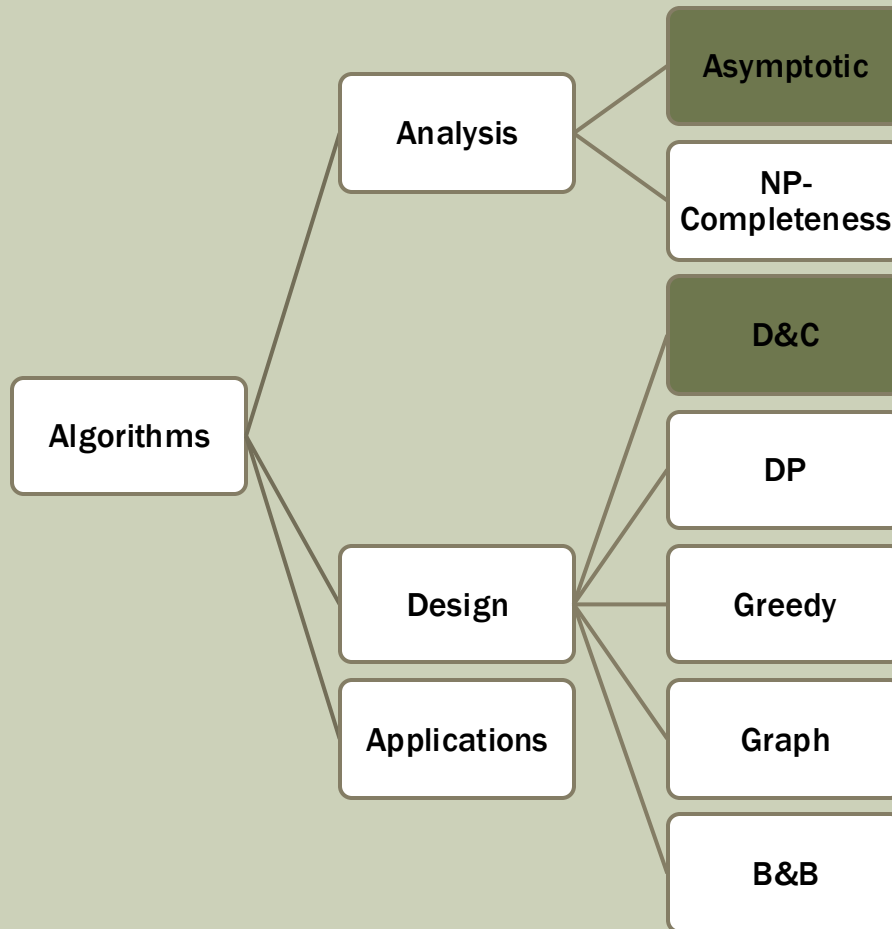 Asymptotic
Analysis
NP-
Completeness
D&C
Algorithms
DP
Design
Greedy
Applications
Graph
B&B